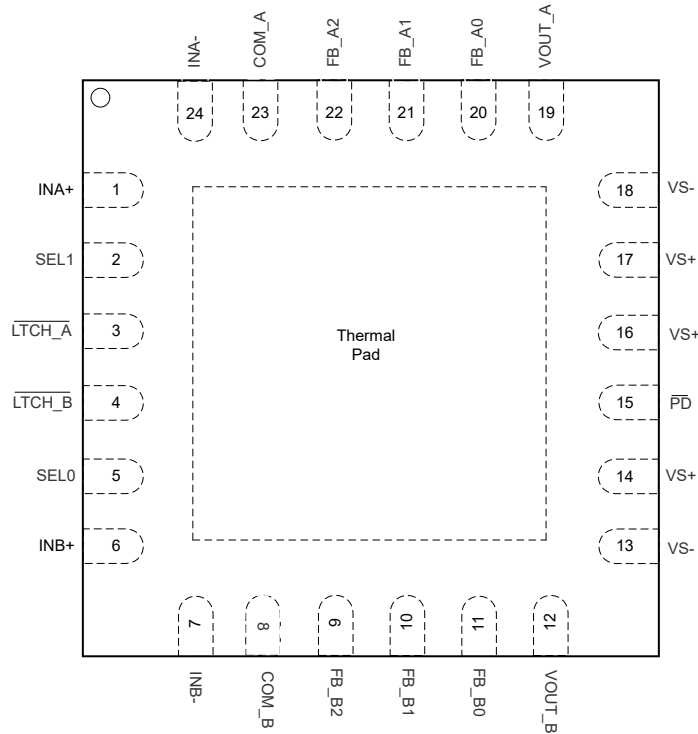 INA-
COM_A
FB_A2
FB_A1
FB_A0
VOUT_A
24
23
22
21
20
19
INA+ 1
18 VS-
SEL1 2
17 VS+
LTCH_A 3
16 VS+
Thermal
Pad
LTCH_B 4
15 PD
SEL0 5
14 VS+
INB+ 6
13 VS-
7
8
9
10
11
12
INB-
COM_B
FB_B2
FB_B1
FB_B0
VOUT_B